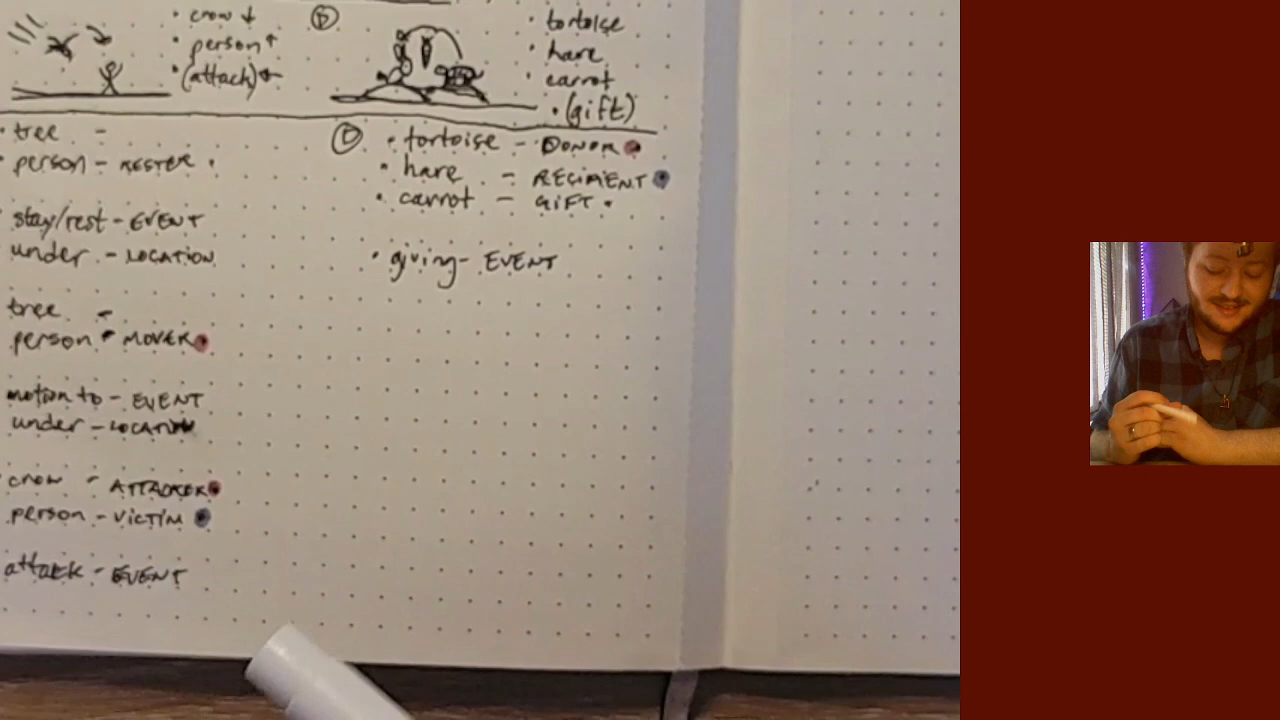 • crow ↓
• person ↑
• (attack) ←
B
• tortoise
• hare
• carrot
• (gift)
• tree –
• person – RESTER •
stay/rest – EVENT
under – LOCATION
tree –
person – MOVER
motion to – EVENT
under – LOCATION
crow – ATTACKER
person – VICTIM
attack – EVENT
D
• tortoise – DONOR
• hare – RECIPIENT
• carrot – GIFT •
• giving – EVENT